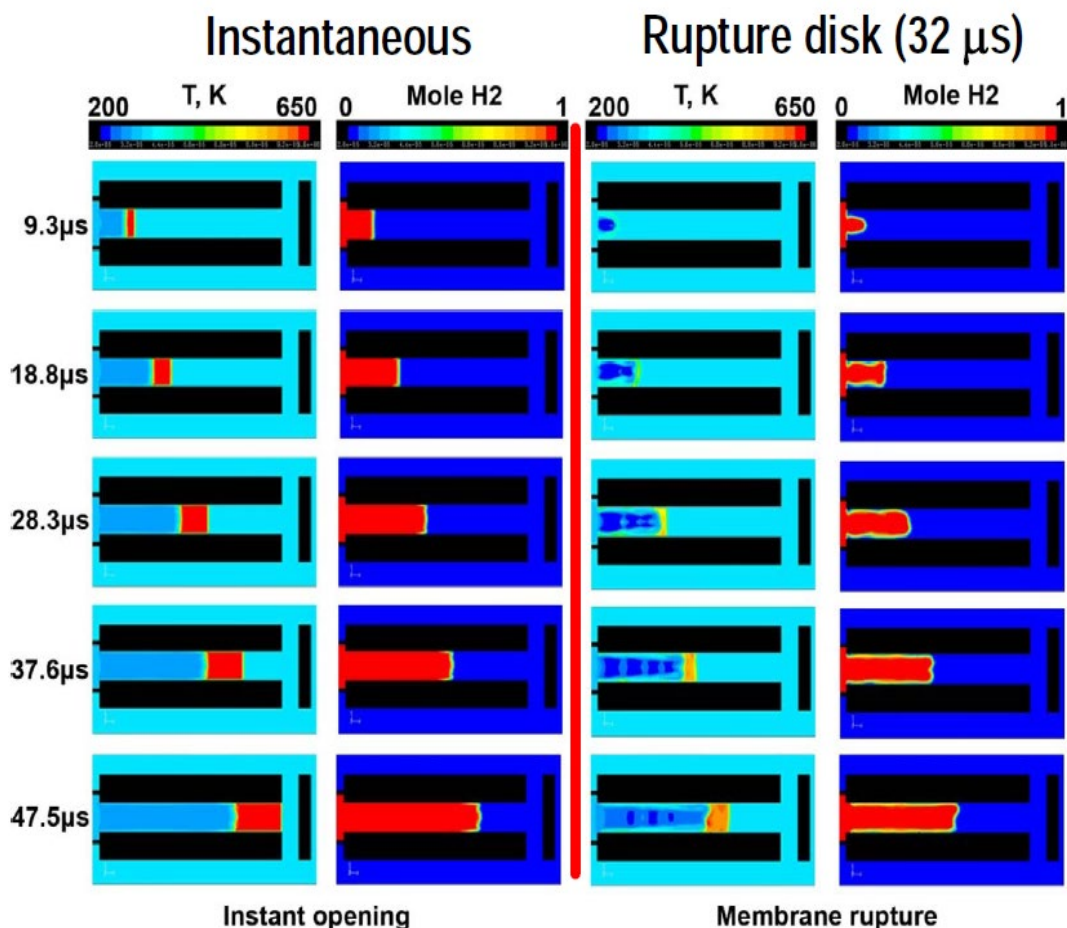 Instantaneous
Rupture disk (32 μs)
T, K
200 650
Mole H2
0 1
T, K
200 650
Mole H2
0 1
9.3μs
18.8μs
28.3μs
37.6μs
47.5μs
Instant opening
Membrane rupture